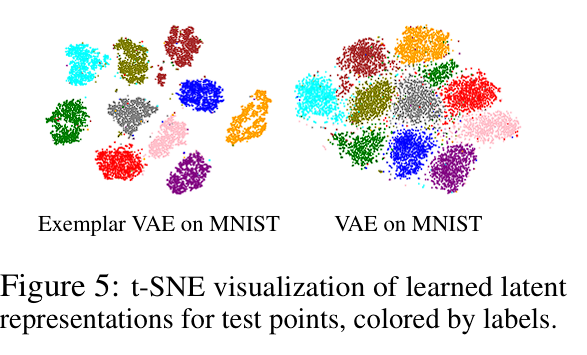 Exemplar VAE on MNIST
VAE on MNIST
Figure 5: t-SNE visualization of learned latent
representations for test points, colored by labels.